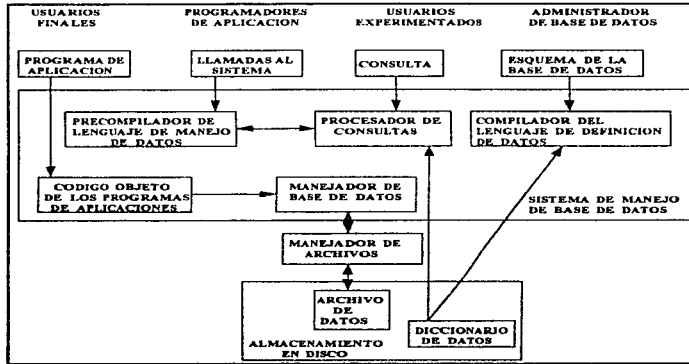 USUARIOS
FINALES
PROGRAMADORES
DE APLICACION
USUARIOS
EXPERIMENTADOS
ADMINISTRADOR
DE BASE DE DATOS
PROGRAMA DE
APLICACION
LLAMADAS AL
SISTEMA
CONSULTA
ESQUEMA DE LA
BASE DE DATOS
PRECOMPILADOR DE
LENGUAJE DE MANEJO
DE DATOS
PROCESADOR DE
CONSULTAS
COMPILADOR DEL
LENGUAJE DE DEFINICION
DE DATOS
CODIGO OBJETO
DE LOS PROGRAMAS
DE APLICACIONES
MANEJADOR DE
BASE DE DATOS
SISTEMA DE MANEJO
DE BASE DE DATOS
MANEJADOR DE
ARCHIVOS
ARCHIVO DE
DATOS
DICCIONARIO
DE DATOS
ALMACENAMIENTO
EN DISCO